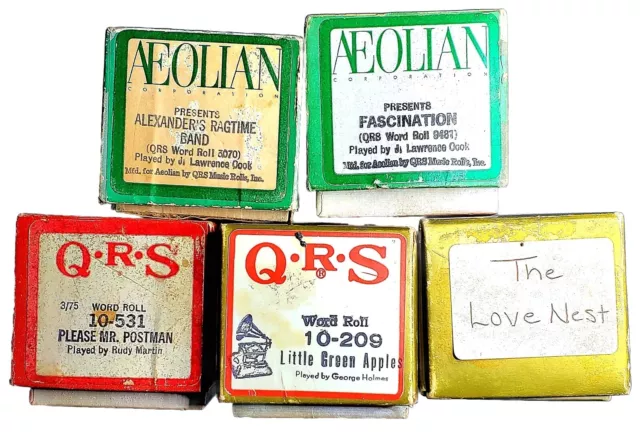 AEOLIAN
CORPORATION
PRESENTS
ALEXANDER'S RAGTIME
BAND
(QRS Word Roll 3070)
Played by J. Lawrence Cook
Mfd. for Aeolian by QRS Music Rolls, Inc.
AEOLIAN
CORPORATION
PRESENTS
FASCINATION
(QRS Word Roll 9487)
Played by J. Lawrence Cook
Mfd. for Aeolian by QRS Music Rolls, Inc.
Q·R·S
3/75 WORD ROLL
10-531
PLEASE MR. POSTMAN
Played by Rudy Martin
Q·R·S
®
Word Roll
10-209
Little Green Apples
Played by George Holmes
The
Love Nest